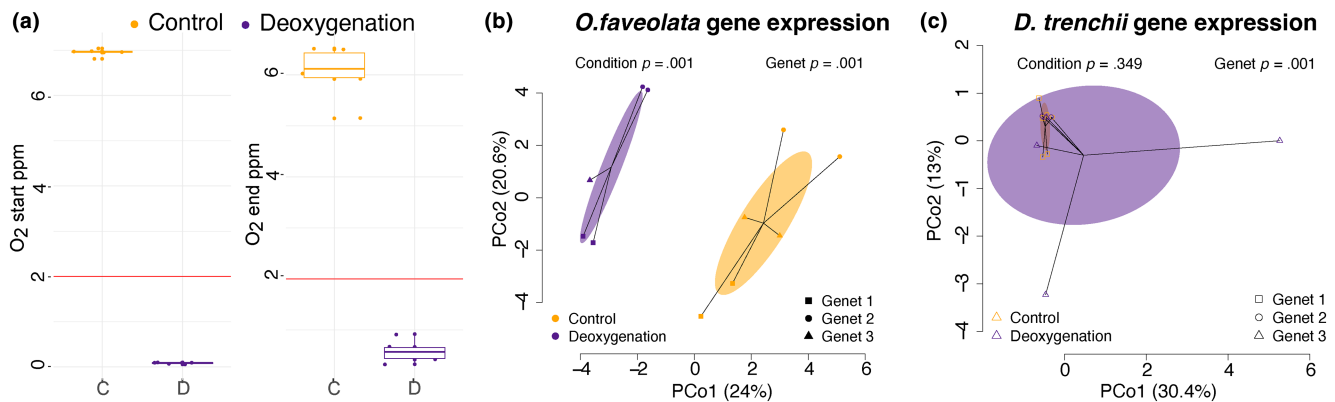 (a)
Control
Deoxygenation
O2 start ppm
6
4
2
0
C
D
O2 end ppm
6
4
2
C
D
(b)
O.faveolata gene expression
Condition p = .001
Genet p = .001
PCo2 (20.6%)
4
2
0
-2
-4
Control
Deoxygenation
Genet 1
Genet 2
Genet 3
-4
-2
0
2
4
6
PCo1 (24%)
(c)
D. trenchii gene expression
Condition p = .349
Genet p = .001
PCo2 (13%)
2
1
0
-1
-2
-3
-4
Control
Deoxygenation
Genet 1
Genet 2
Genet 3
0
2
4
6
PCo1 (30.4%)